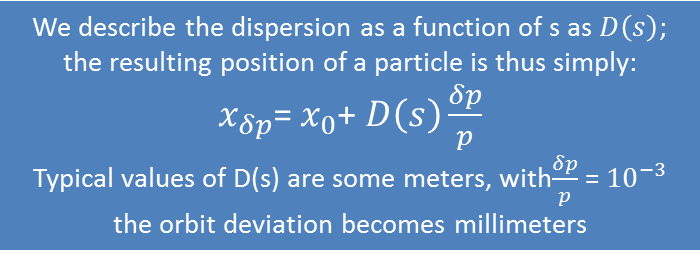 We describe the dispersion as a function of s as D(s);
the resulting position of a particle is thus simply:
x_δp= x_0+ D(s) δp/p
Typical values of D(s) are some meters, with δp/p = 10^−3
the orbit deviation becomes millimeters